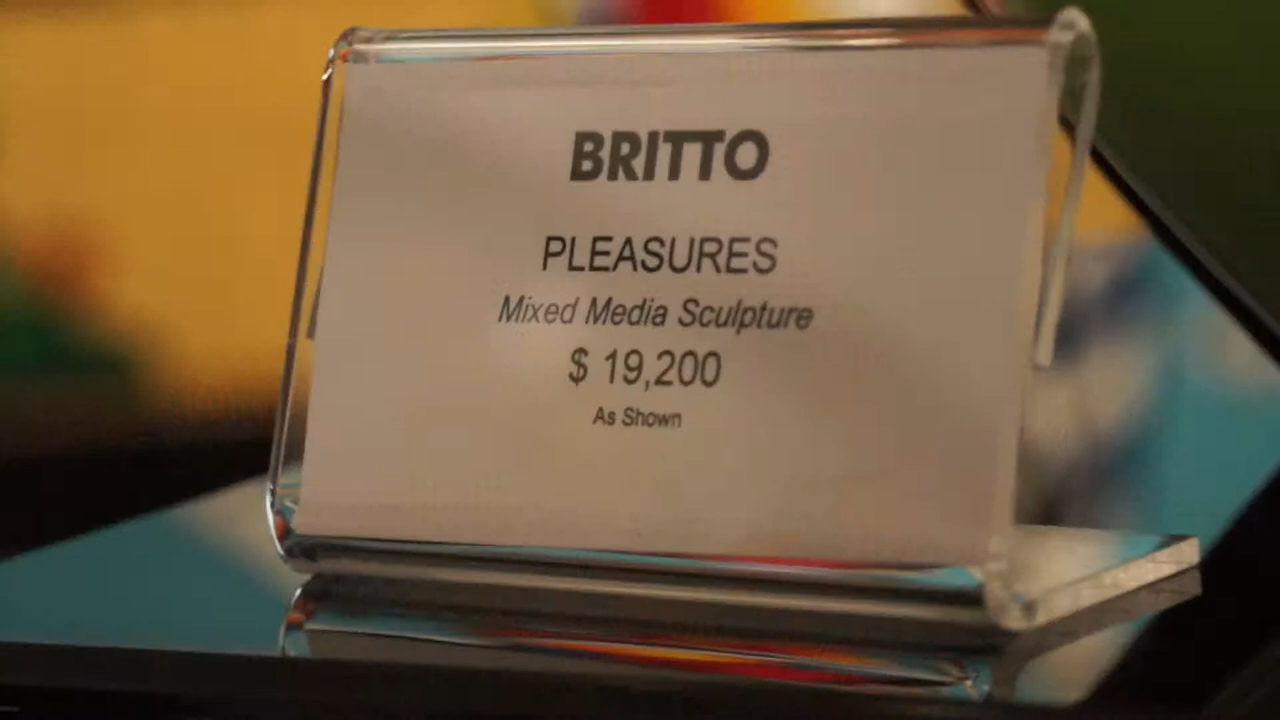 BRITTO
PLEASURES
Mixed Media Sculpture
$ 19,200
As Shown